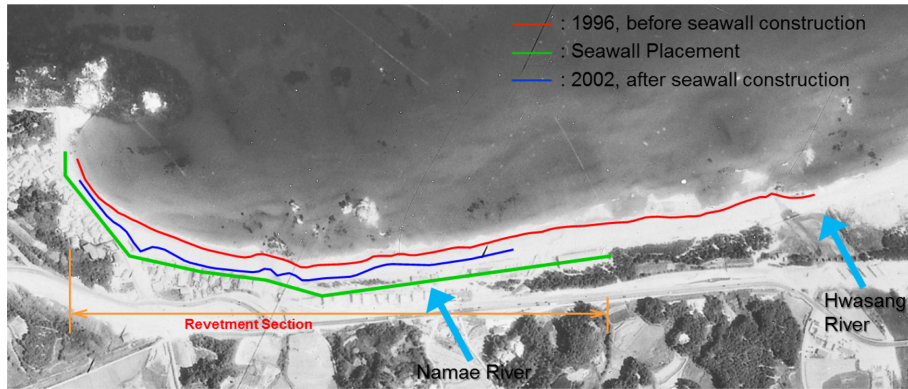 : 1996, before seawall construction
: Seawall Placement
: 2002, after seawall construction
Hwasang
River
Revetment Section
Namae River